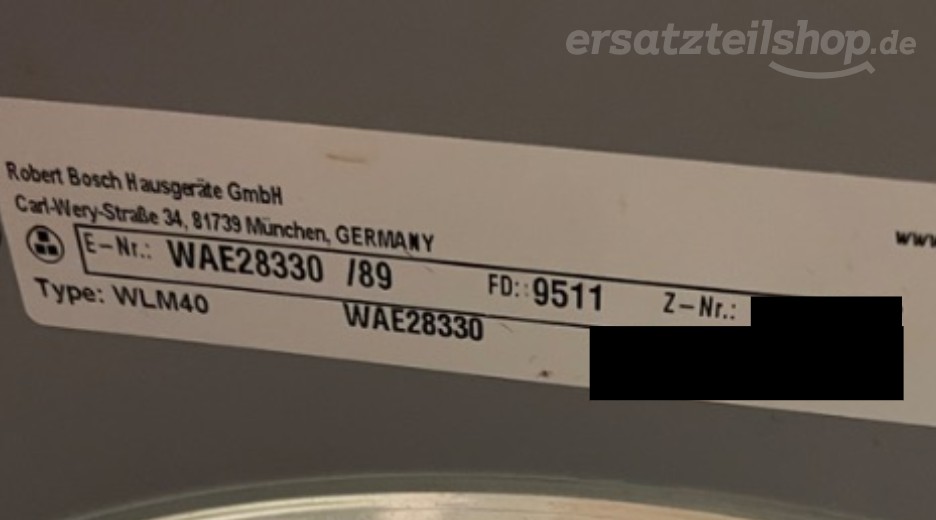 ersatzteilshop.de
Robert Bosch Hausgeräte GmbH
Carl-Wery-Straße 34, 81739 München, GERMANY
www
E-Nr.: WAE28330 /89 FD: 9511 Z-Nr.:
Type: WLM40 WAE28330